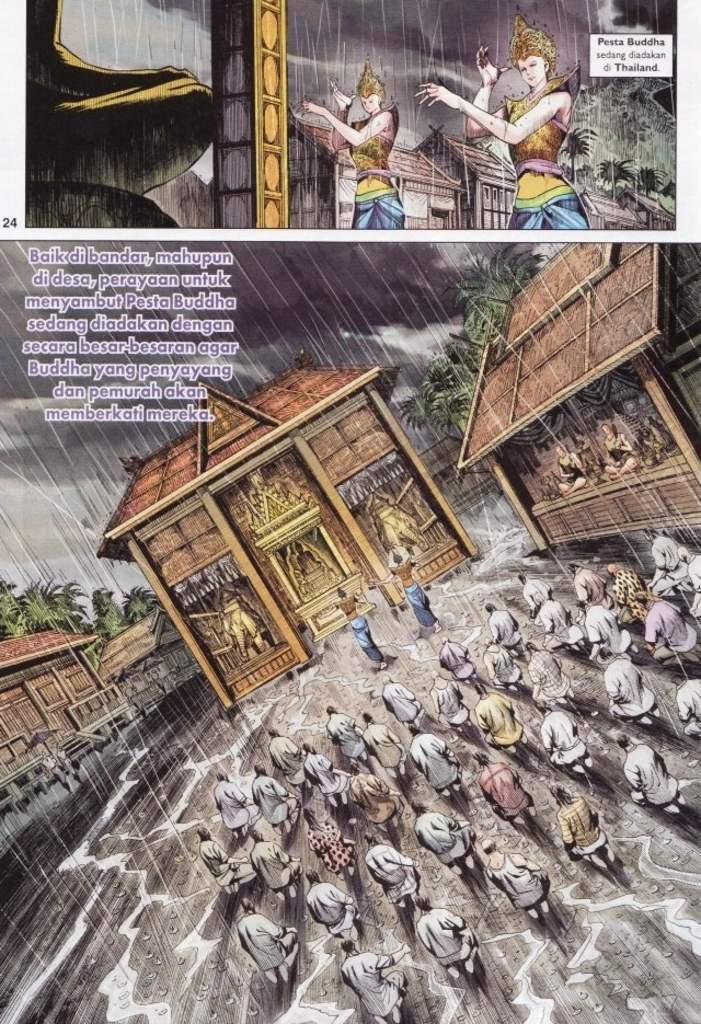 Pesta Buddha
sedang diadakan
di Thailand.
24
Baik di bandar, mahupun
di desa, perayaan untuk
menyambut Pesta Buddha
sedang diadakan dengan
secara besar-besaran agar
Buddha yang penyayang
dan pemurah akan
memberkati mereka.